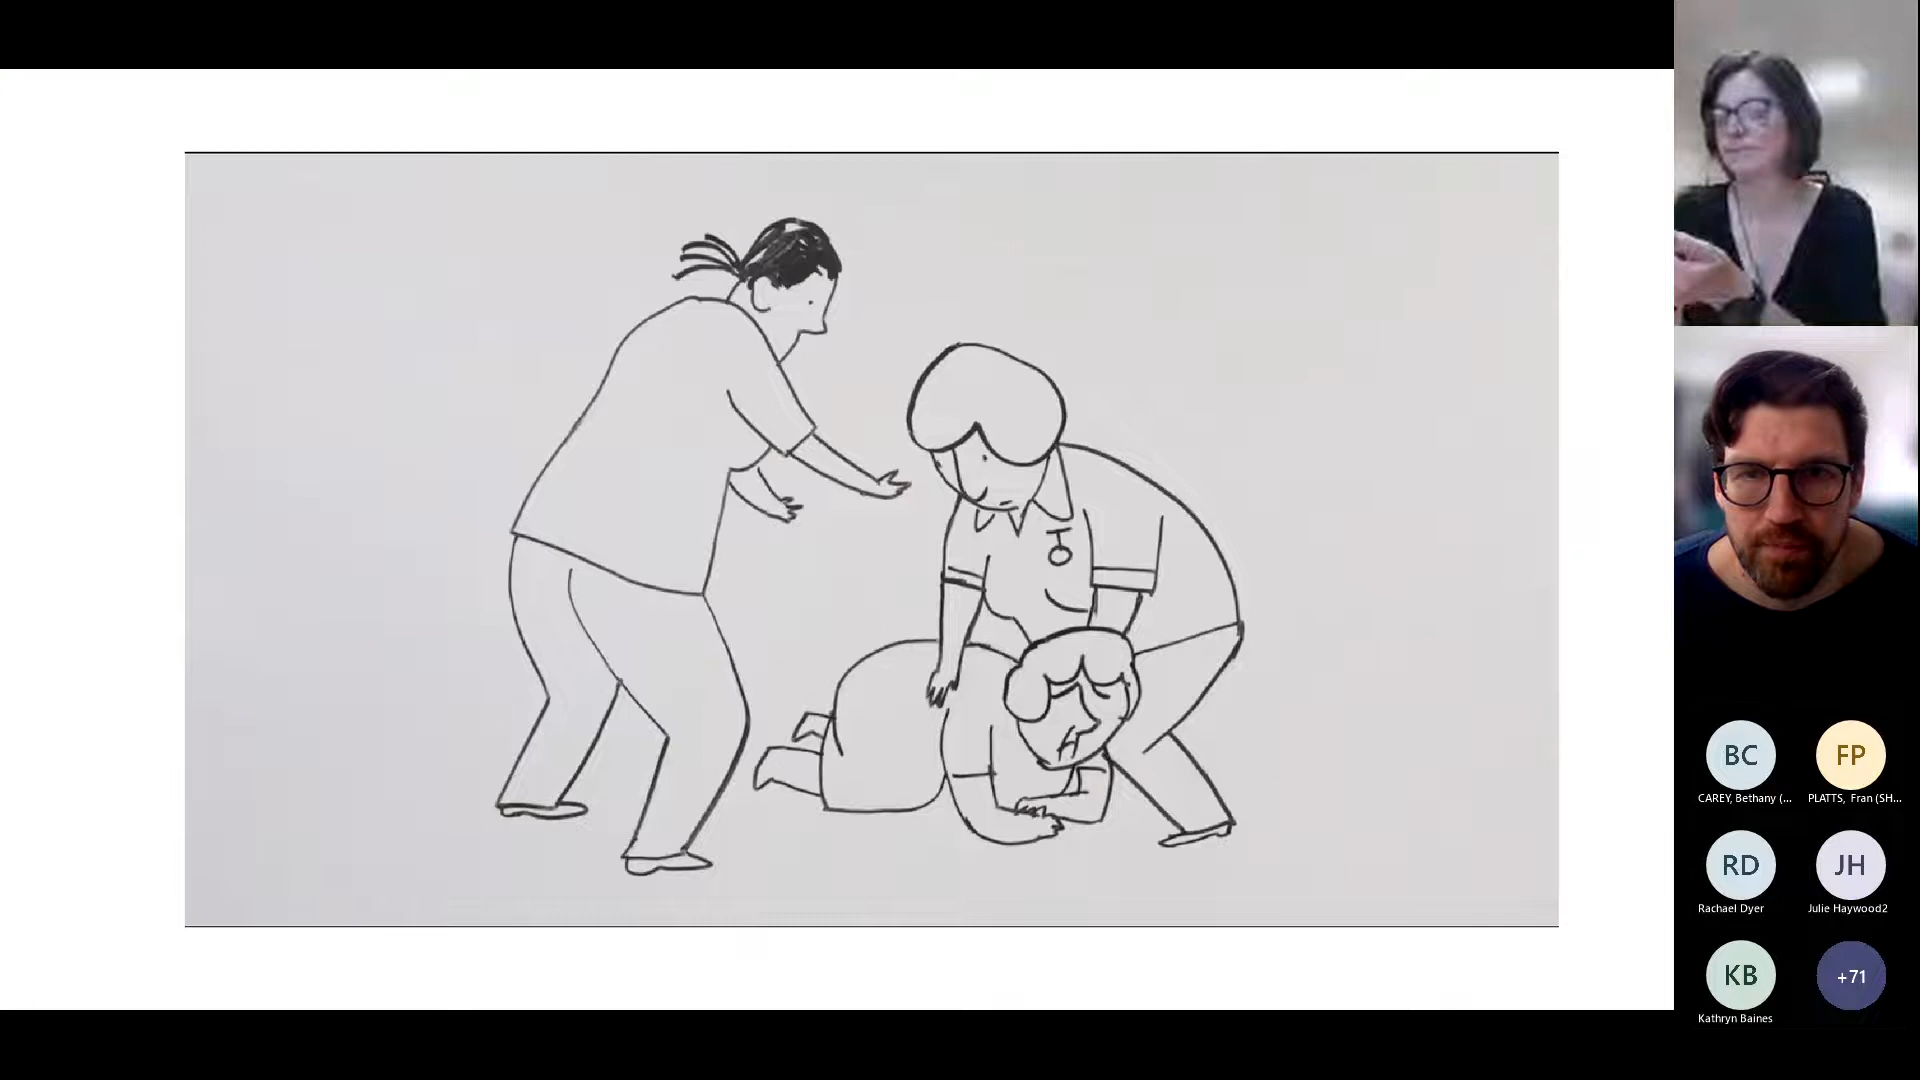 BC
FP
CAREY, Bethany (...
PLATTS, Fran (SH...
RD
JH
Rachael Dyer
Julie Haywood2
KB
+71
Kathryn Baines